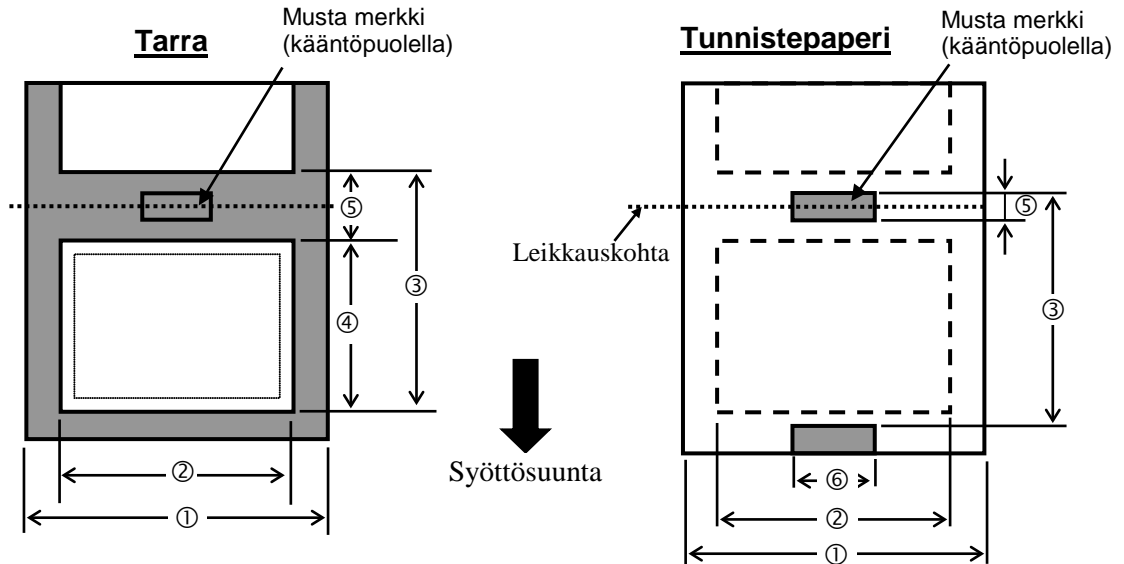 Tarra
Musta merkki
(kääntöpuolella)
⑤
③
④
②
①
Leikkauskohta
Syöttösuunta
Tunnistepaperi
Musta merkki
(kääntöpuolella)
⑤
③
⑥
②
①